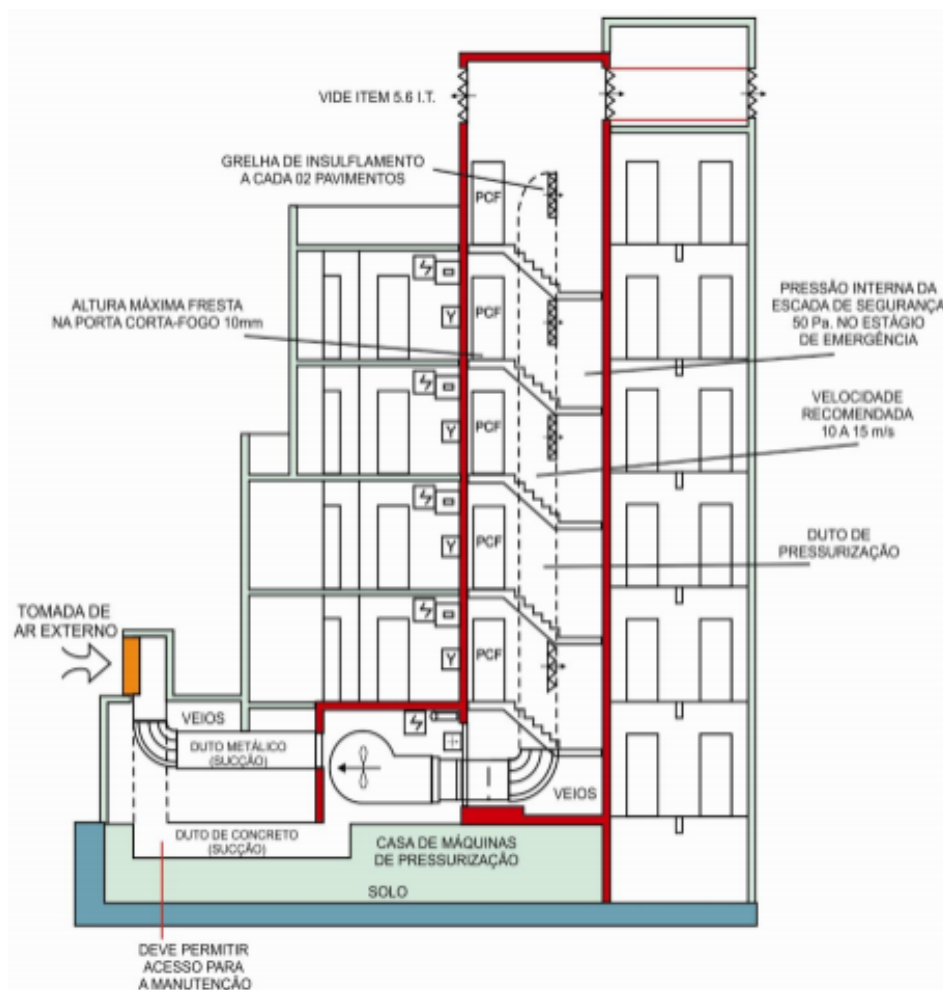 VIDE ITEM 5.6 I.T.
GRELHA DE INSULFLAMENTO
A CADA 02 PAVIMENTOS
PCF
ALTURA MÁXIMA FRESTA
NA PORTA CORTA-FOGO 10mm
PCF
Y
PRESSÃO INTERNA DA
ESCADA DE SEGURANÇA
50 Pa. NO ESTÁGIO
DE EMERGÊNCIA
VELOCIDADE
RECOMENDADA
10 A 15 m/s
PCF
Y
PCF
Y
DUTO DE
PRESSURIZAÇÃO
TOMADA DE
AR EXTERNO
PCF
Y
VEIOS
DUTO METÁLICO
(SUCÇÃO)
VEIOS
DUTO DE CONCRETO
(SUCÇÃO)
CASA DE MÁQUINAS
DE PRESSURIZAÇÃO
SOLO
DEVE PERMITIR
ACESSO PARA
A MANUTENÇÃO